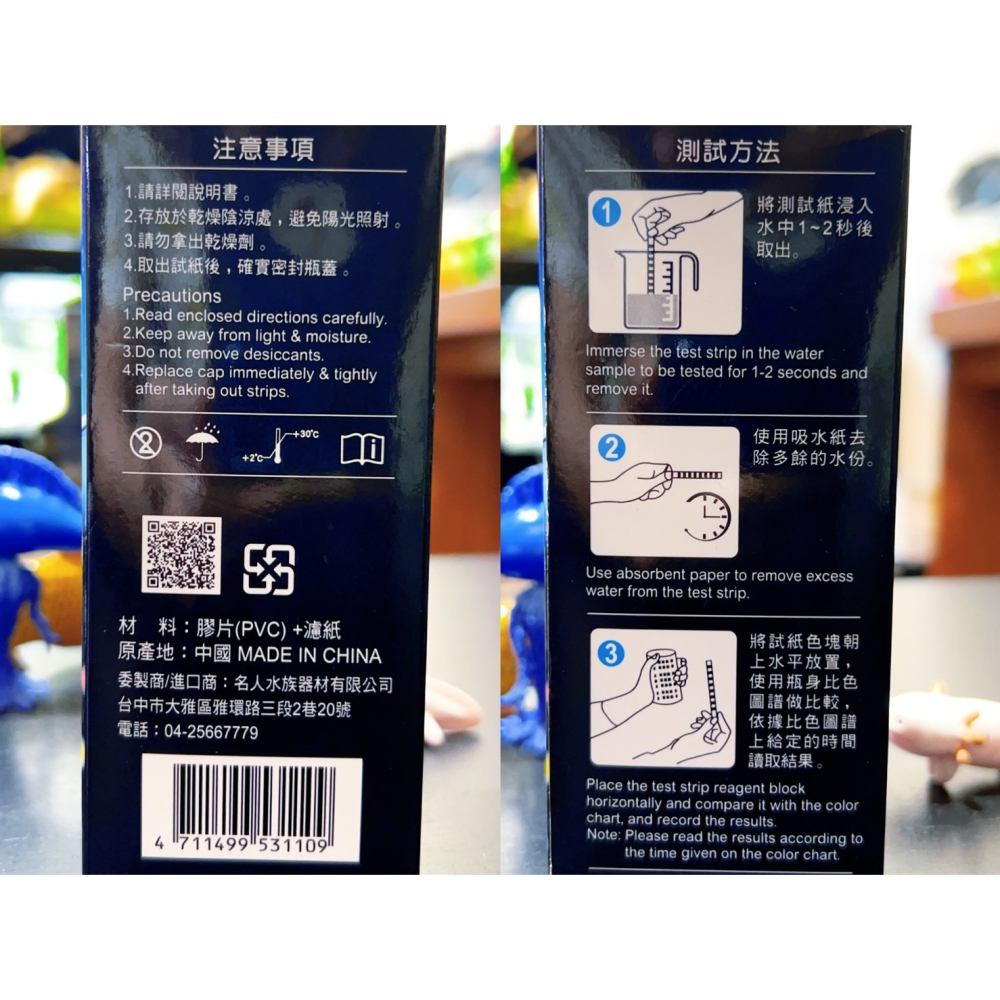 注意事項
1.請詳閱說明書。
2.存放於乾燥陰涼處，避免陽光照射。
3.請勿拿出乾燥劑。
4.取出試紙後，確實密封瓶蓋。
Precautions
1.Read enclosed directions carefully.
2.Keep away from light & moisture.
3.Do not remove desiccants.
4.Replace cap immediately & tightly
after taking out strips.
2
+2°c
+30°c
i
材　料：膠片(PVC) +濾紙
原產地：中國 MADE IN CHINA
委製商/進口商：名人水族器材有限公司
台中市大雅區雅環路三段2巷20號
電話：04-25667779
4 711499 531109
測試方法
1
將測試紙浸入
水中1~2秒後
取出。
Immerse the test strip in the water
sample to be tested for 1-2 seconds and
remove it.
2
使用吸水紙去
除多餘的水份。
Use absorbent paper to remove excess
water from the test strip.
3
將試紙色塊朝
上水平放置，
使用瓶身比色
圖譜做比較，
依據比色圖譜
上給定的時間
讀取結果。
Place the test strip reagent block
horizontally and compare it with the color
chart, and record the results.
Note: Please read the results according to
the time given on the color chart.